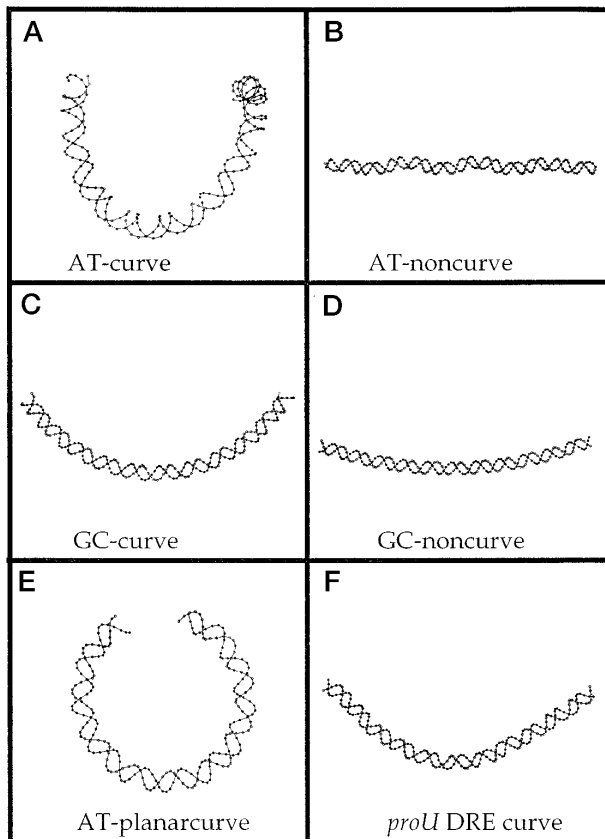 A
AT-curve
B
AT-noncurve
C
GC-curve
D
GC-noncurve
E
AT-planarcurve
F
proU DRE curve